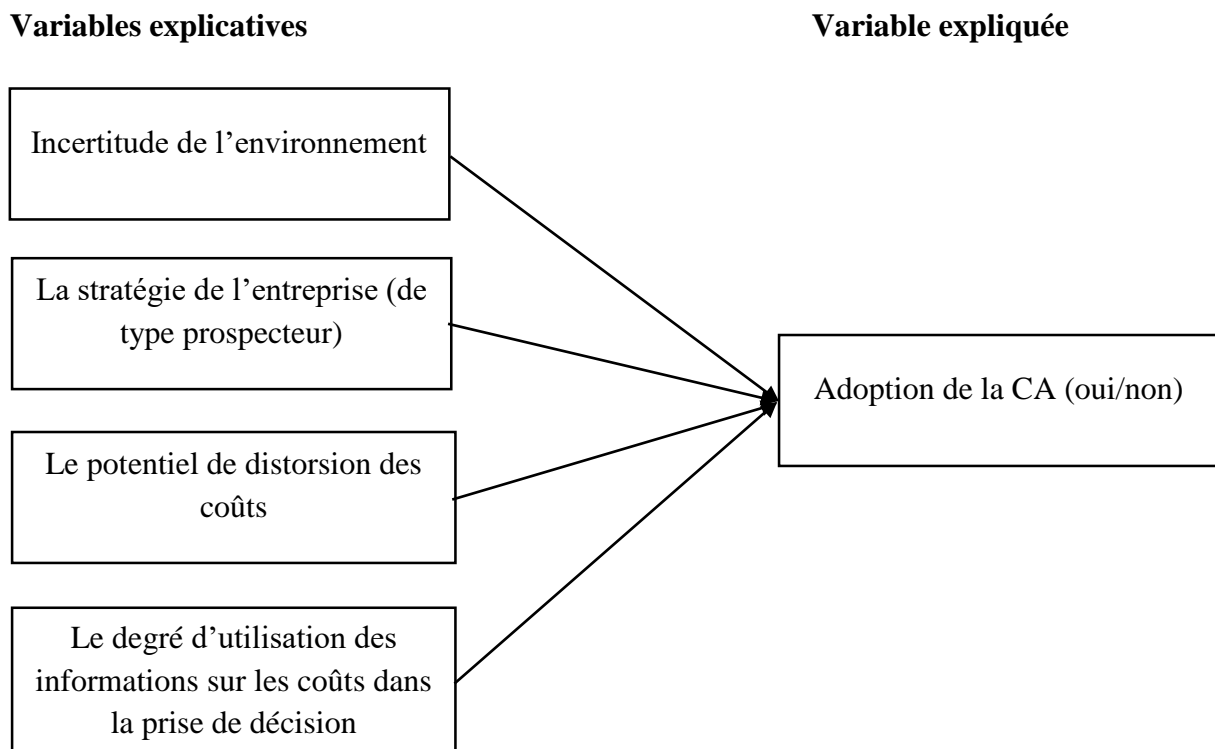 Variables explicatives
Variable expliquée
Incertitude de l’environnement
La stratégie de l’entreprise (de
type prospecteur)
Le potentiel de distorsion des
coûts
Le degré d’utilisation des
informations sur les coûts dans
la prise de décision
Adoption de la CA (oui/non)